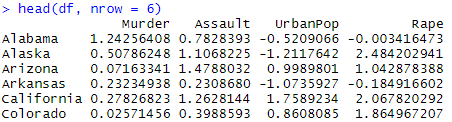 > head(df, nrow = 6)
Murder Assault UrbanPop Rape
Alabama 1.24256408 0.7828393 -0.5209066 -0.003416473
Alaska 0.50786248 1.1068225 -1.2117642 2.484202941
Arizona 0.07163341 1.4788032 0.9989801 1.042878388
Arkansas 0.23234938 0.2308680 -1.0735927 -0.184916602
California 0.27826823 1.2628144 1.7589234 2.067820292
Colorado 0.02571456 0.3988593 0.8608085 1.864967207